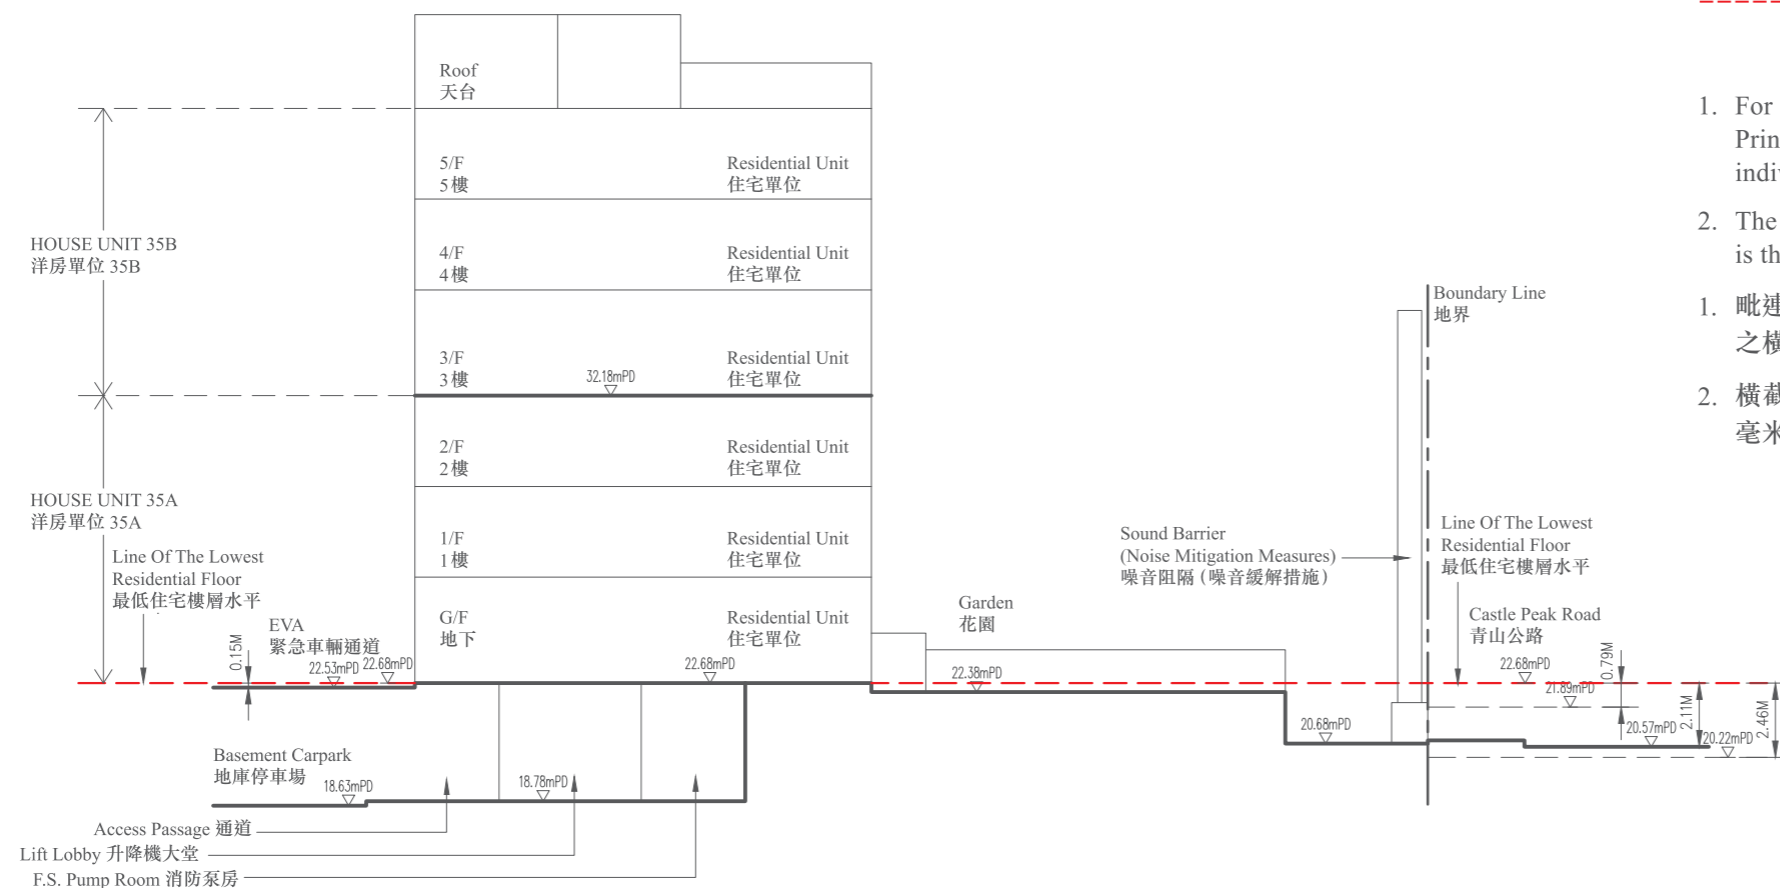 Roof
天台
5/F
5樓
Residential Unit
住宅單位
HOUSE UNIT 35B
洋房單位 35B
4/F
4樓
Residential Unit
住宅單位
3/F
3樓
32.18mPD
Residential Unit
住宅單位
2/F
2樓
Residential Unit
住宅單位
HOUSE UNIT 35A
洋房單位 35A
1/F
1樓
Residential Unit
住宅單位
Line Of The Lowest
Residential Floor
最低住宅樓層水平
G/F
地下
Residential Unit
住宅單位
EVA
緊急車輛通道
0.15M
22.53mPD
22.68mPD
22.68mPD
Garden
花園
22.38mPD
Sound Barrier
(Noise Mitigation Measures)
噪音阻隔 (噪音緩解措施)
Boundary Line
地界
Line Of The Lowest
Residential Floor
最低住宅樓層水平
Castle Peak Road
青山公路
22.68mPD
0.79M
21.89mPD
20.68mPD
20.57mPD
2.11M
20.22mPD
2.46M
Basement Carpark
地庫停車場
18.63mPD
18.78mPD
Access Passage 通道
Lift Lobby 升降機大堂
F.S. Pump Room 消防泵房
1. For
Prin
indiv
2. The
is th
1. 毗連
之橫
2. 橫截
毫米